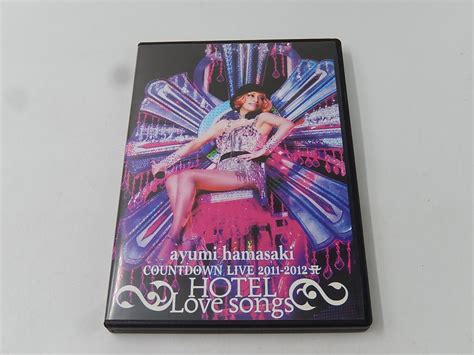 ayumi hamasaki
COUNTDOWN LIVE 2011-2012 A
HOTEL
Love songs